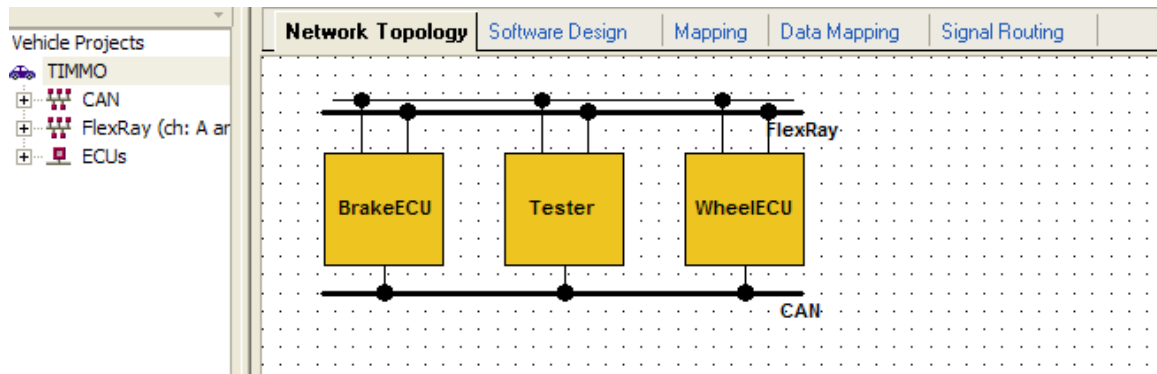 Vehicle Projects
TIMMO
CAN
FlexRay (ch: A ar
ECUs
Network Topology Software Design Mapping Data Mapping Signal Routing
FlexRay
BrakeECU Tester WheelECU
CAN